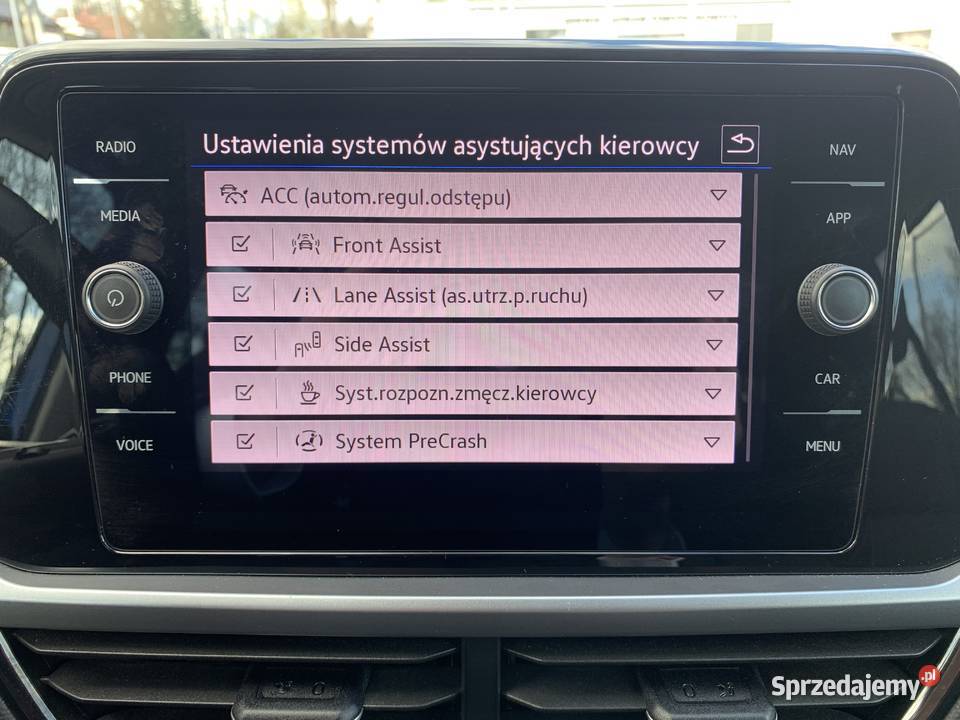 RADIO
MEDIA
PHONE
VOICE
Ustawienia systemów asystujących kierowcy
ACC (autom.regul.odstępu)
Front Assist
Lane Assist (as.utrz.p.ruchu)
Side Assist
Syst.rozpozn.zmęcz.kierowcy
System PreCrash
NAV
APP
CAR
MENU
Sprzedajemy.pl